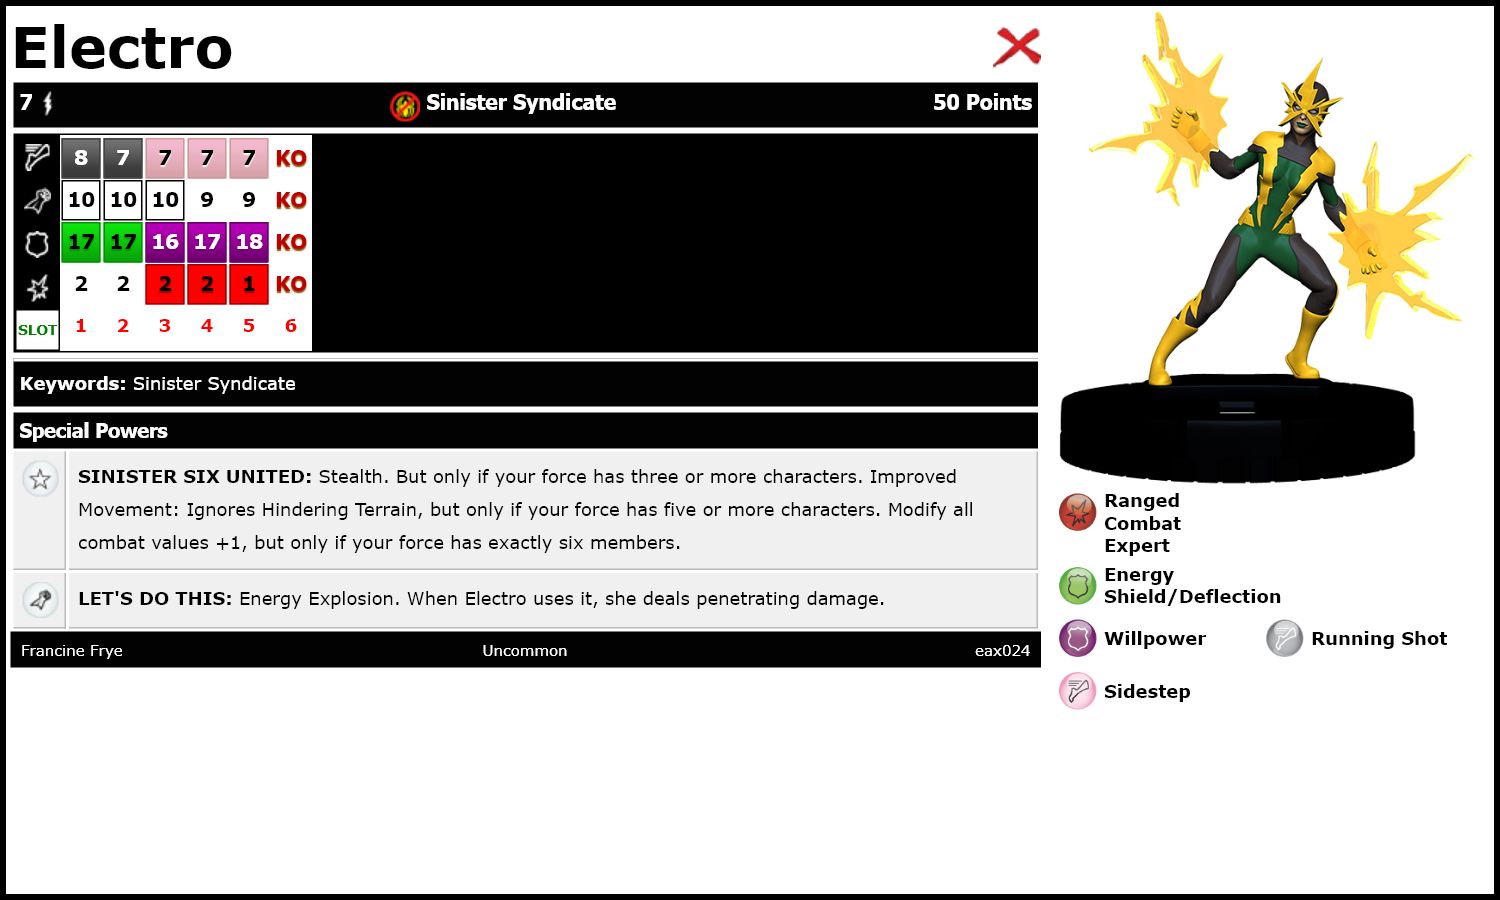 Electro
7 Sinister Syndicate 50 Points
8 7 7 7 7 KO
10 10 10 9 9 KO
17 17 16 17 18 KO
2 2 2 2 1 KO
SLOT 1 2 3 4 5 6
Keywords: Sinister Syndicate
Special Powers
SINISTER SIX UNITED: Stealth. But only if your force has three or more characters. Improved
Movement: Ignores Hindering Terrain, but only if your force has five or more characters. Modify all
combat values +1, but only if your force has exactly six members.
LET'S DO THIS: Energy Explosion. When Electro uses it, she deals penetrating damage.
Francine Frye Uncommon eax024
Ranged
Combat
Expert
Energy
Shield/Deflection
Willpower Running Shot
Sidestep